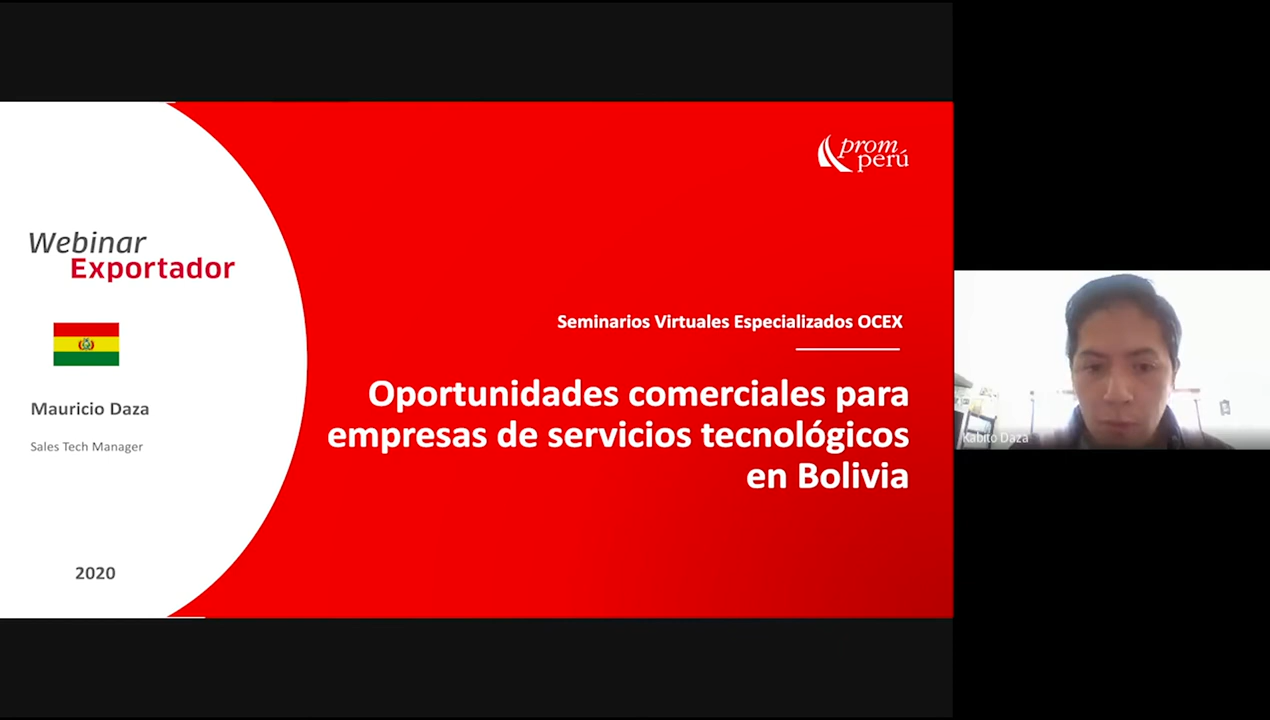 Webinar
Exportador
Mauricio Daza
Sales Tech Manager
2020
prom
perú
Seminarios Virtuales Especializados OCEX
Oportunidades comerciales para
empresas de servicios tecnológicos
en Bolivia
Kabito Daza